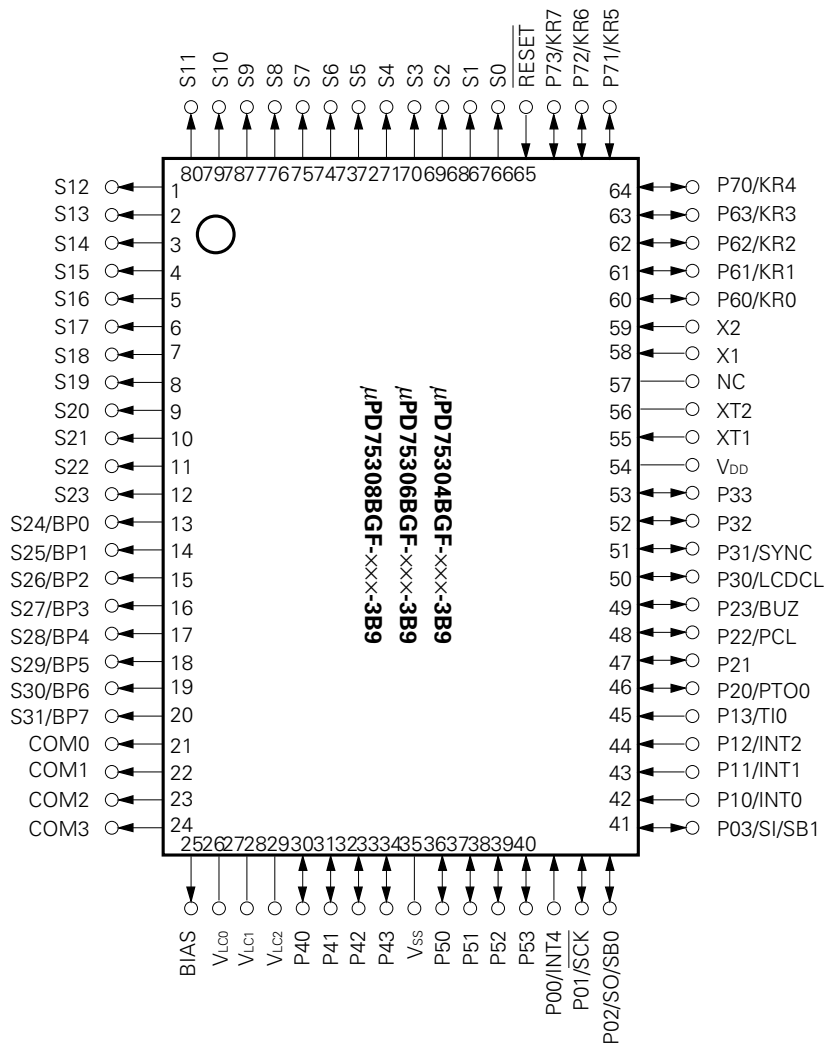 S11
S10
S9
S8
S7
S6
S5
S4
S3
S2
S1
S0
RESET
P73/KR7
P72/KR6
P71/KR5
80 79 78 77 76 75 74 73 72 71 70 69 68 67 66 65
S12 1 64 P70/KR4
S13 2 63 P63/KR3
S14 3 62 P62/KR2
S15 4 61 P61/KR1
S16 5 60 P60/KR0
S17 6 59 X2
S18 7 58 X1
S19 8 57 NC
S20 9 56 XT2
S21 10 55 XT1
S22 11 54 VDD
S23 12 53 P33
S24/BP0 13 52 P32
S25/BP1 14 51 P31/SYNC
S26/BP2 15 50 P30/LCDCL
S27/BP3 16 49 P23/BUZ
S28/BP4 17 48 P22/PCL
S29/BP5 18 47 P21
S30/BP6 19 46 P20/PTO0
S31/BP7 20 45 P13/TI0
COM0 21 44 P12/INT2
COM1 22 43 P11/INT1
COM2 23 42 P10/INT0
COM3 24 41 P03/SI/SB1
μPD75304BGF-×××-3B9
μPD75306BGF-×××-3B9
μPD75308BGF-×××-3B9
25 26 27 28 29 30 31 32 33 34 35 36 37 38 39 40
BIAS
VLC0
VLC1
VLC2
P40
P41
P42
P43
VSS
P50
P51
P52
P53
P00/INT4
P01/SCK
P02/SO/SB0